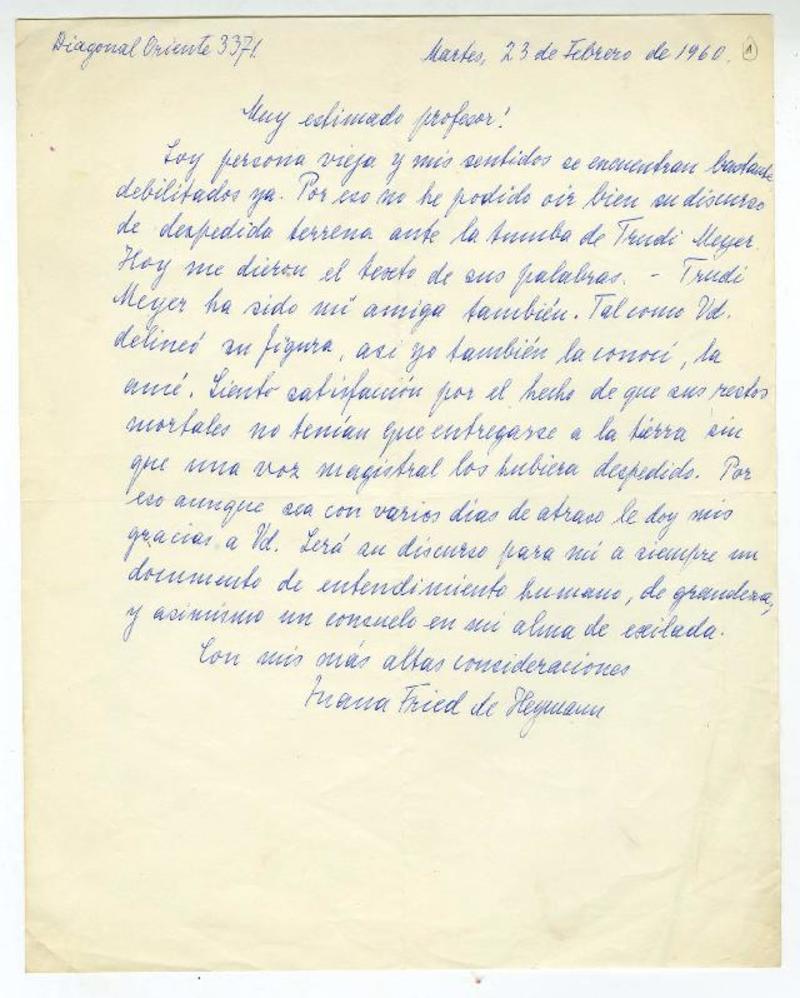 Diagonal Oriente 3371.
Martes, 23 de Febrero de 1960. 1
Muy estimado profesor!
Soy persona vieja y mis sentidos se encuentran bastante
debilitados ya. Por eso no he podido oir bien su discurso
de despedida terrena ante la tumba de Trudi Meyer.
Hoy me dieron el texto de sus palabras. - Trudi
Meyer ha sido mi amiga también. Tal como Vd.
delineó su figura, asi yo también la conocí, la
amé. Siento satisfacción por el hecho de que sus restos
mortales no tenían que entregarse a la tierra sin
que una voz magistral los hubiera despedido. Por
eso aunque sea con varios días de atraso le doy mis
gracias a Vd. Será su discurso para mí a siempre un
documento de entendimiento humano, de grandeza,
y asimismo un consuelo en mi alma de exilada.
Con mis más altas consideraciones
Juana Fried de Heymann